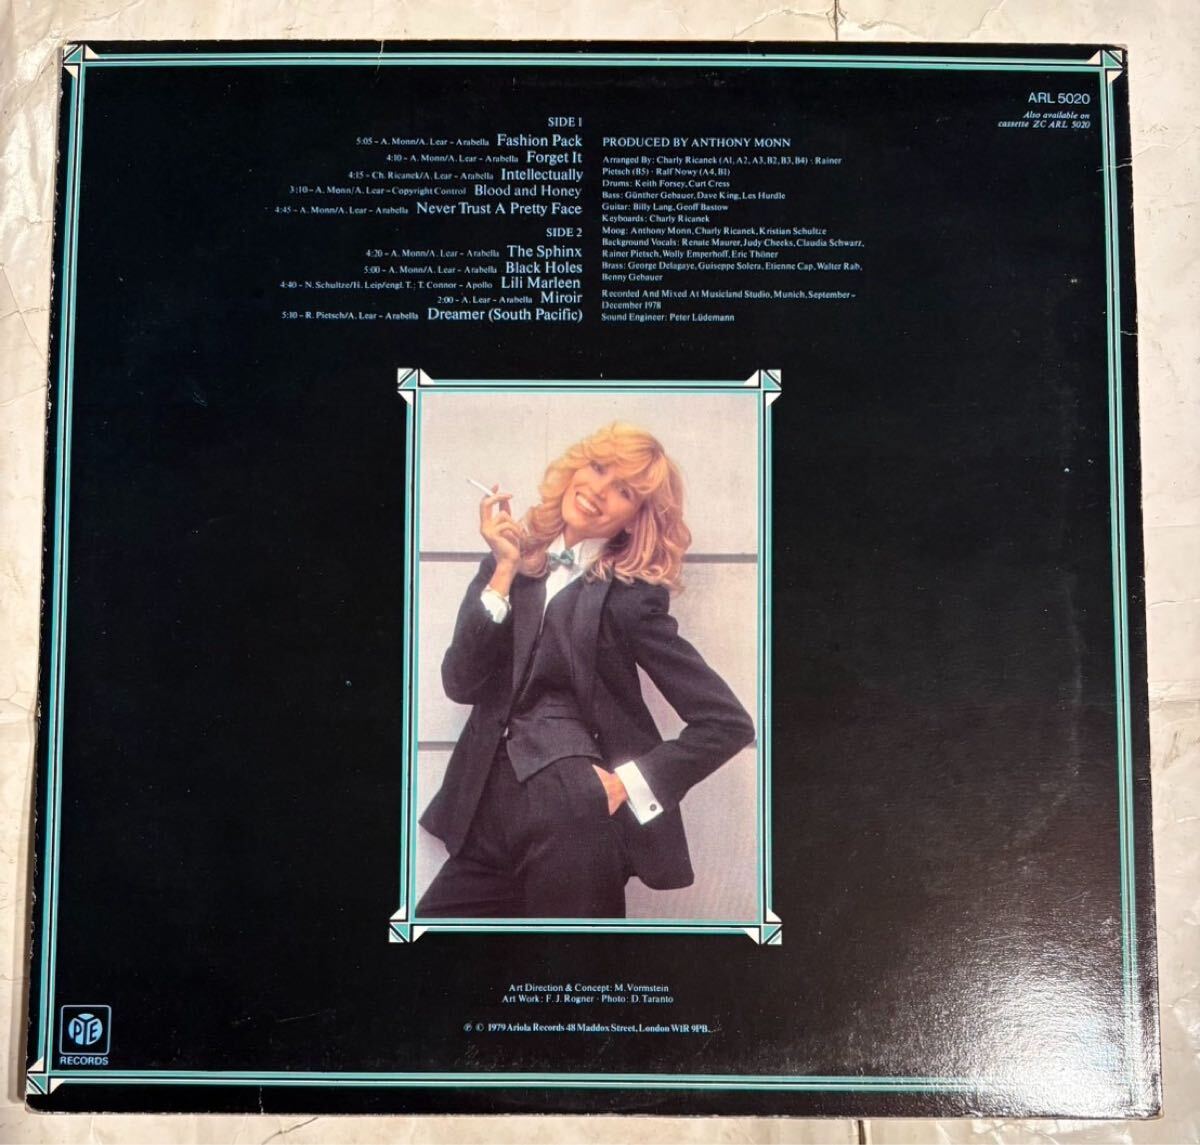 ARL 5020
Also available on
cassette ZC ARL 5020
SIDE 1
5:05 – A. Monn/A. Lear – Arabella Fashion Pack
4:10 – A. Monn/A. Lear – Arabella Forget It
4:15 – Ch. Ricanek/A. Lear – Arabella Intellectually
3:10 – A. Monn/A. Lear – Copyright Control Blood and Honey
4:45 – A. Monn/A. Lear – Arabella Never Trust A Pretty Face
SIDE 2
4:20 – A. Monn/A. Lear – Arabella The Sphinx
5:00 – A. Monn/A. Lear – Arabella Black Holes
4:40 – N. Schultze/H. Leip/engl. T.: T. Connor – Apollo Lili Marleen
2:00 – A. Lear – Arabella Miroir
5:10 – R. Pietsch/A. Lear – Arabella Dreamer (South Pacific)
PRODUCED BY ANTHONY MONN
Arranged By: Charly Ricanek (A1, A2, A3, B2, B3, B4) · Rainer
Pietsch (B5) · Ralf Nowy (A4, B1)
Drums: Keith Forsey, Curt Cress
Bass: Günther Gebauer, Dave King, Les Hurdle
Guitar: Billy Lang, Geoff Bastow
Keyboards: Charly Ricanek
Moog: Anthony Monn, Charly Ricanek, Kristian Schultze
Background Vocals: Renate Maurer, Judy Cheeks, Claudia Schwarz,
Rainer Pietsch, Wolly Emperhoff, Eric Thöner
Brass: George Delagaye, Guiseppe Solera, Etienne Cap, Walter Rab,
Benny Gebauer
Recorded And Mixed At Musicland Studio, Munich, September–
December 1978
Sound Engineer: Peter Lüdemann
Art Direction & Concept: M. Vormstein
Art Work: F. J. Rogner · Photo: D. Taranto
℗ © 1979 Ariola Records 48 Maddox Street, London W1R 9PB.
PYE
RECORDS